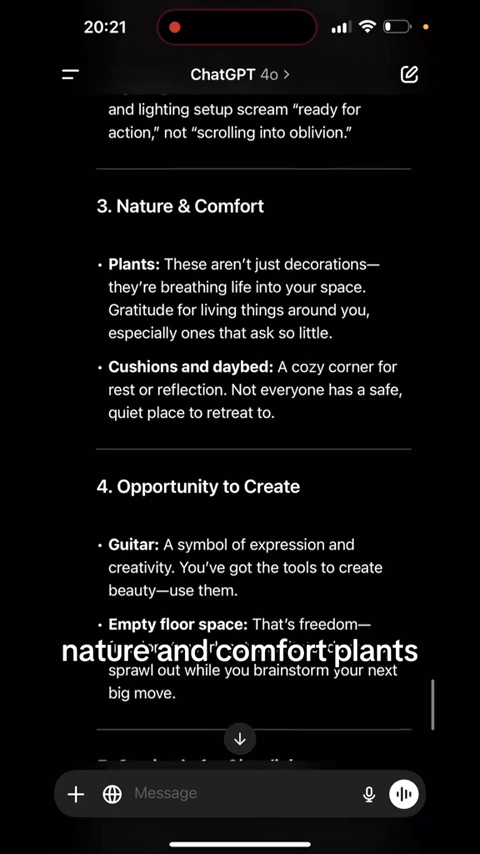 20:21
ChatGPT 4o >
and lighting setup scream “ready for
action,” not “scrolling into oblivion.”
3. Nature & Comfort
• Plants: These aren’t just decorations—
they’re breathing life into your space.
Gratitude for living things around you,
especially ones that ask so little.
• Cushions and daybed: A cozy corner for
rest or reflection. Not everyone has a safe,
quiet place to retreat to.
4. Opportunity to Create
• Guitar: A symbol of expression and
creativity. You’ve got the tools to create
beauty—use them.
• Empty floor space: That’s freedom—
nature and comfort plants
sprawl out while you brainstorm your next
big move.
Message